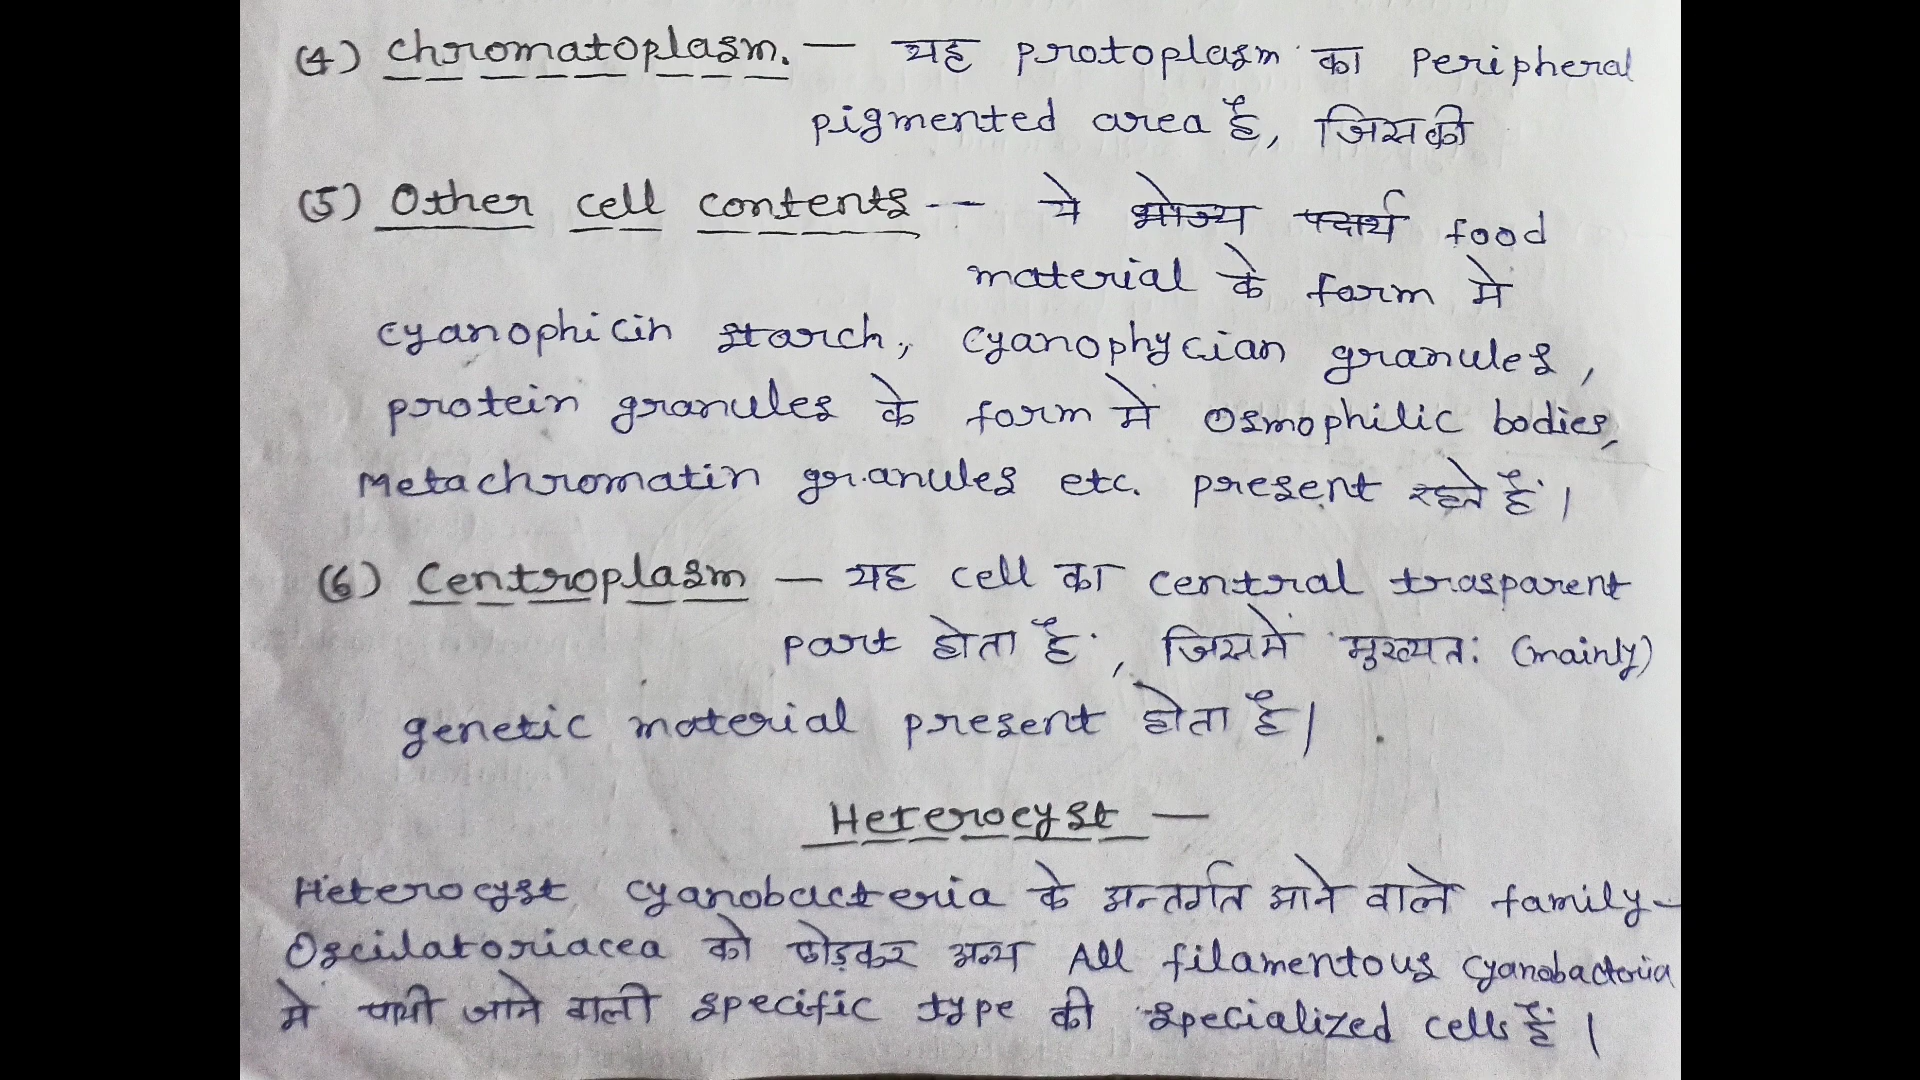 (4) Chromatoplasm. — यह protoplasm का Peripheral
pigmented area है, जिसकी
(5) Other cell contents -- ये भोज्य पदार्थ food
material के form में
cyanophicin starch, Cyanophycian granules,
protein granules के form में Osmophilic bodies,
Metachromatin granules etc. present रहते हैं।
(6) Centroplasm — यह cell का central trasparent
part होता है, जिसमें मुख्यत: (mainly)
genetic material present होता है।
Heterocyst —
Heterocyst cyanobacteria के अन्तर्गत आने वाले family-
Oscilatoriacea को छोड़कर अन्य All filamentous Cyanobacteria
में पायी जाने वाली specific type की specialized cells हैं।